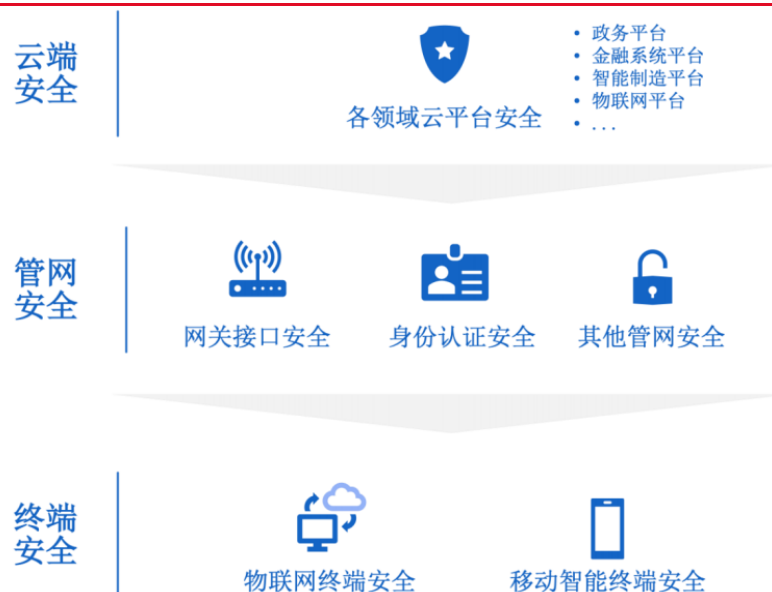 云端
安全
各领域云平台安全
• 政务平台
• 金融系统平台
• 智能制造平台
• 物联网平台
• ...
管网
安全
网关接口安全
身份认证安全
其他管网安全
终端
安全
物联网终端安全
移动智能终端安全